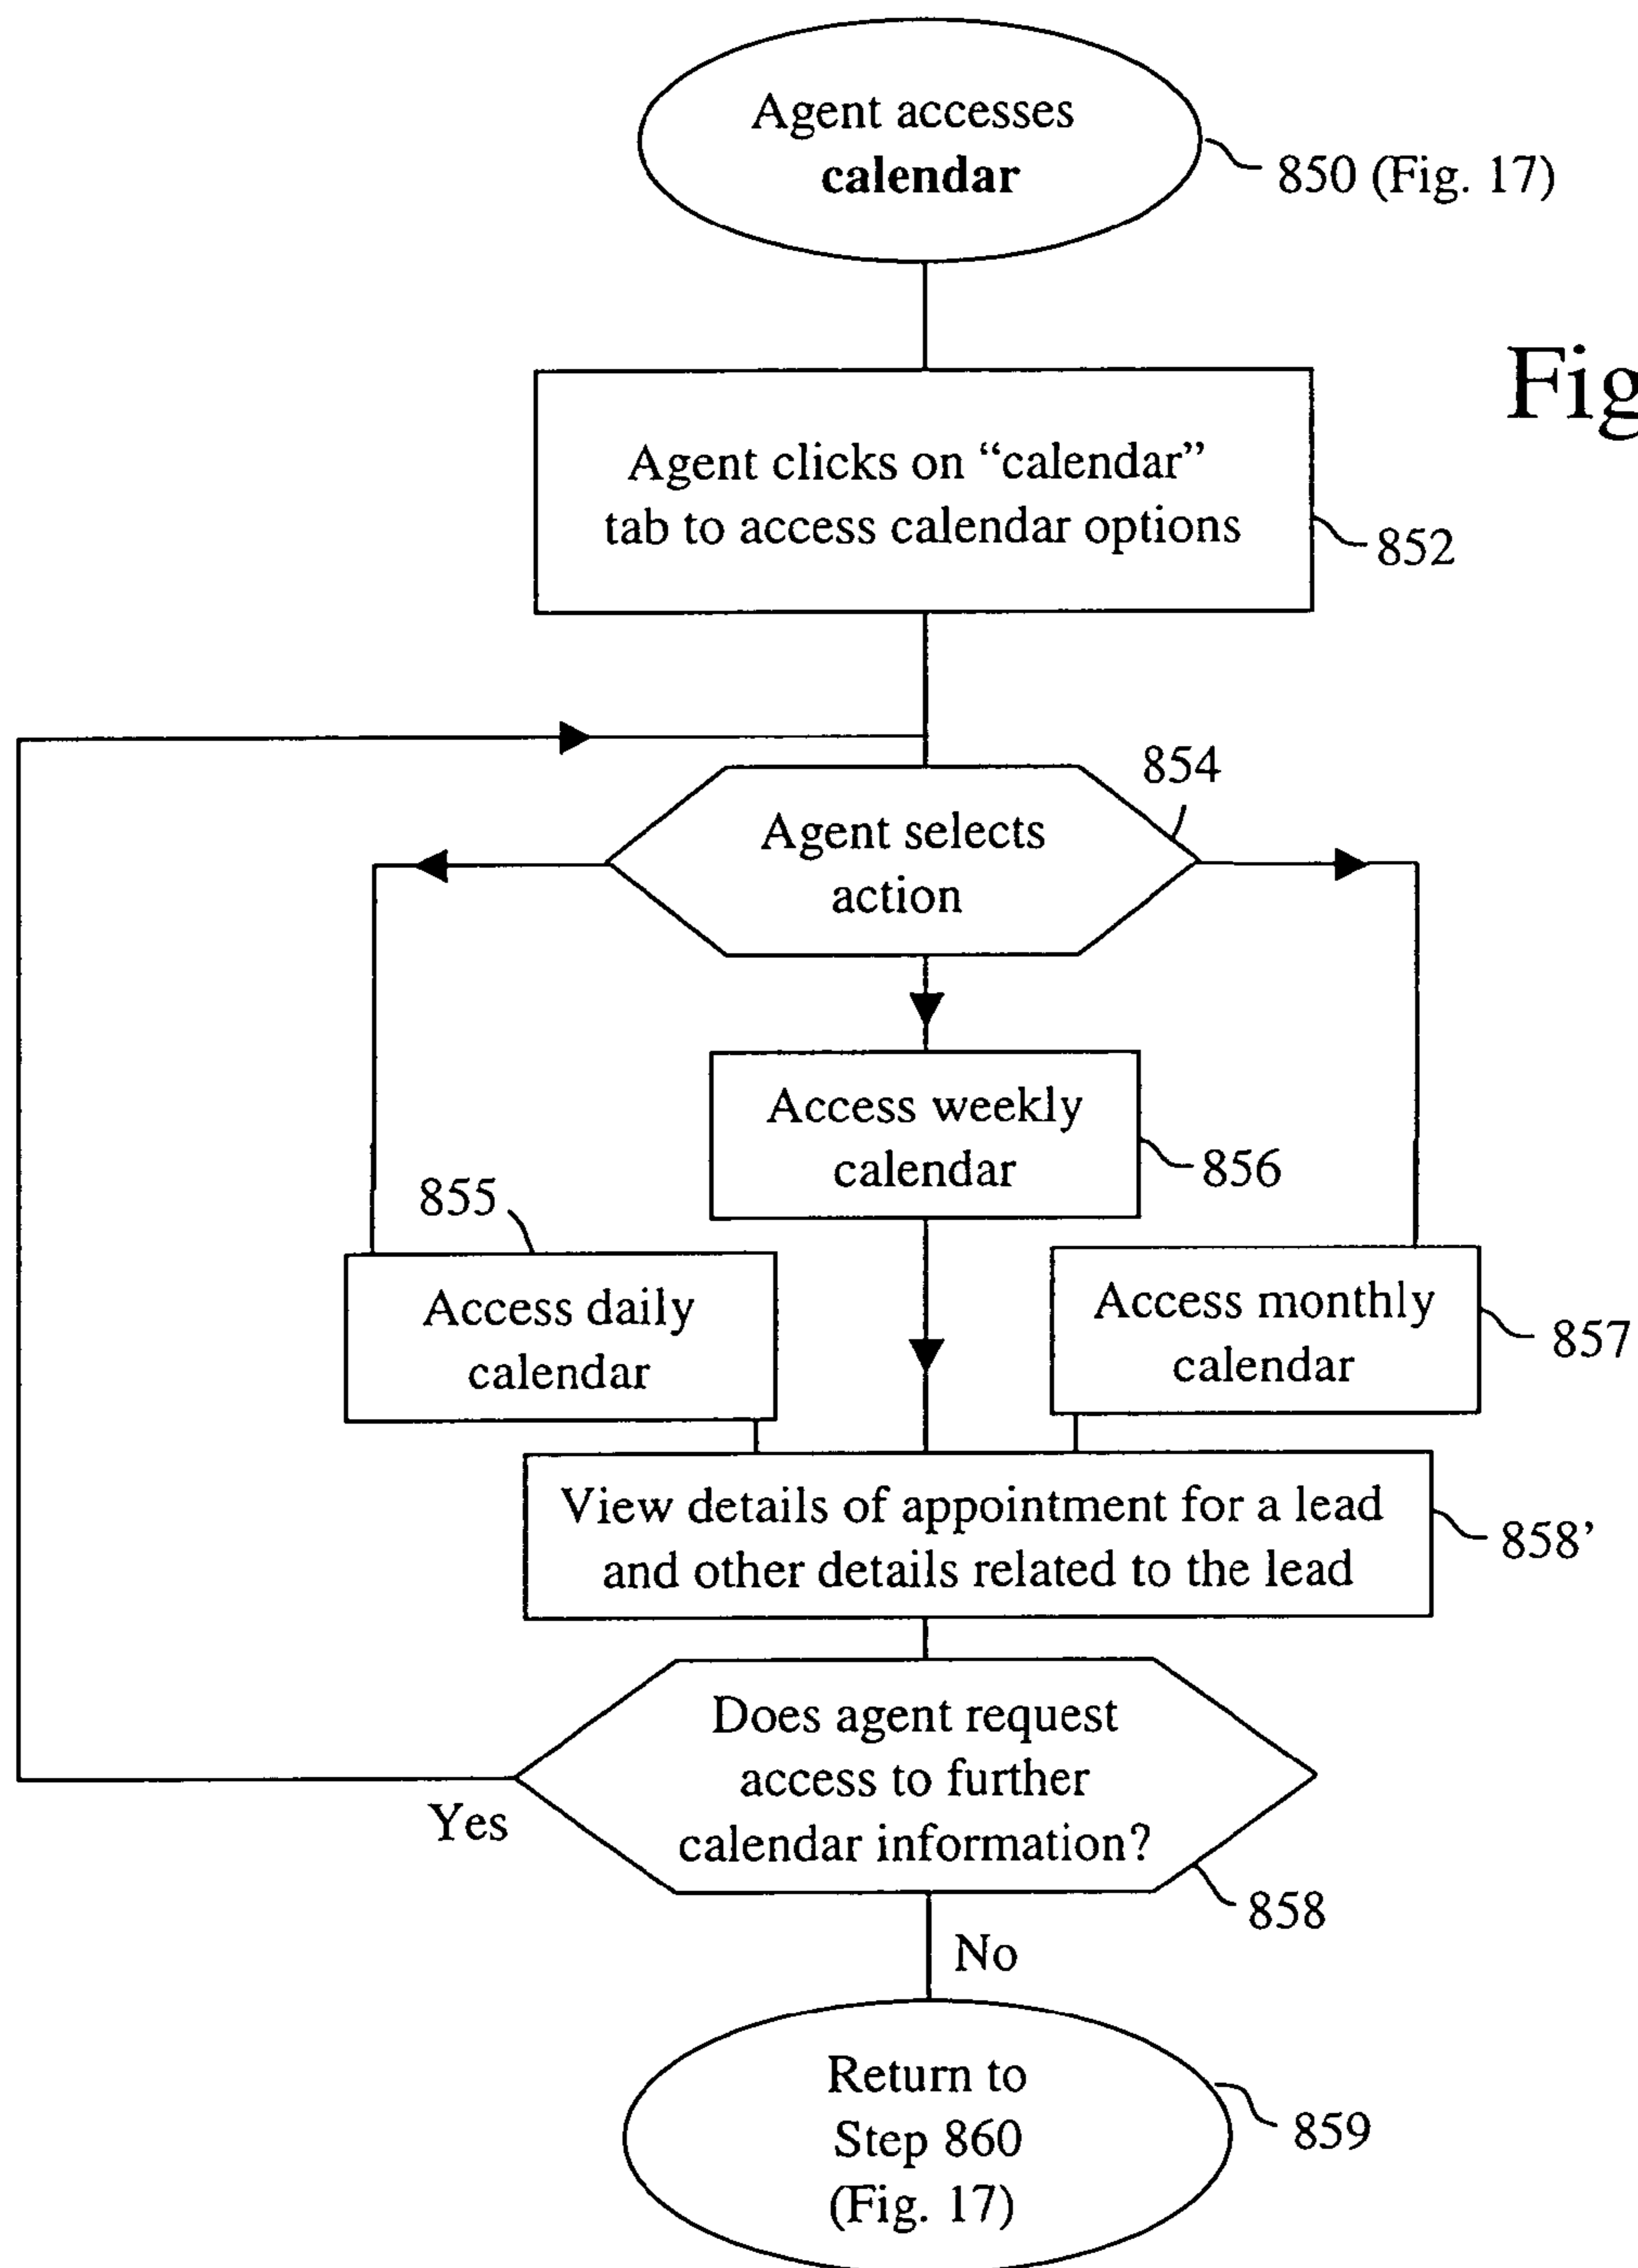 Agent accesses
calendar
850 (Fig. 17)
Fig
Agent clicks on “calendar”
tab to access calendar options
852
854
Agent selects
action
Access weekly
calendar
856
855
Access daily
calendar
Access monthly
calendar
857
View details of appointment for a lead
and other details related to the lead
858’
Does agent request
access to further
calendar information?
Yes
858
No
Return to
Step 860
(Fig. 17)
859